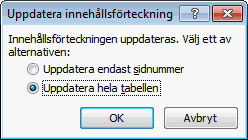 Uppdatera innehållsförteckning
Innehållsförteckningen uppdateras. Välj ett av
alternativen:
Uppdatera endast sidnummer
Uppdatera hela tabellen
OK
Avbryt